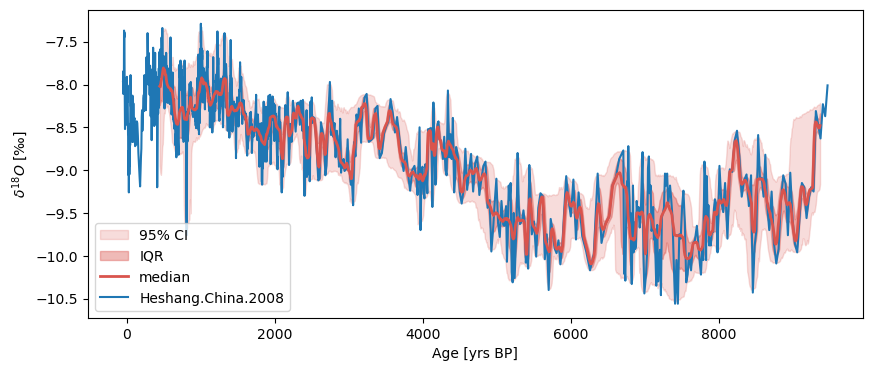 −7.5
−8.0
−8.5
−9.0
−9.5
−10.0
−10.5
δ¹⁸O [‰]
95% CI
IQR
median
Heshang.China.2008
0 2000 4000 6000 8000
Age [yrs BP]